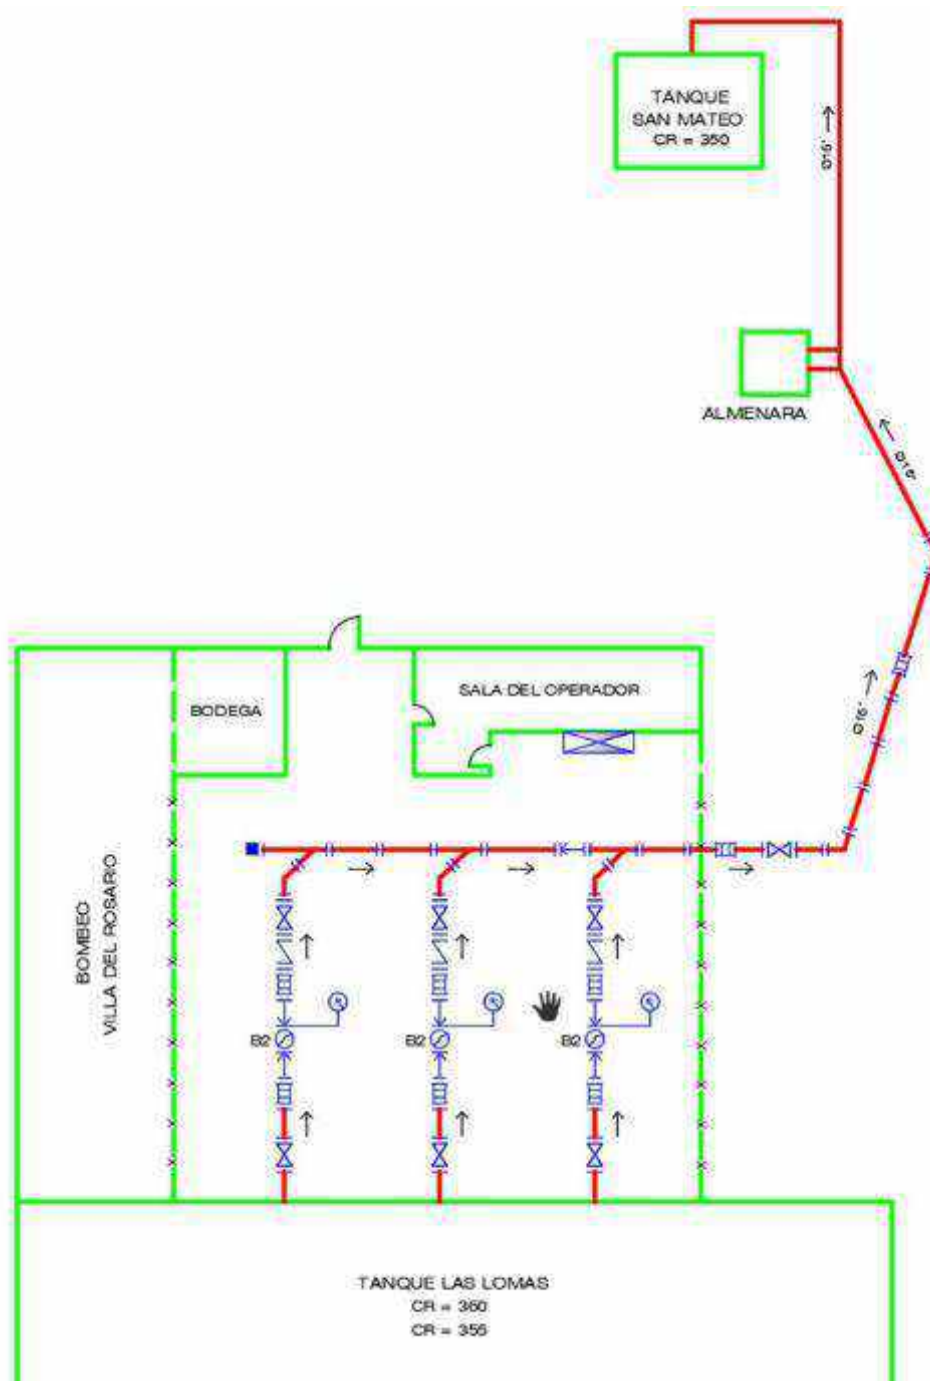 TANQUE
SAN MATEO
CR = 350
Ø16'
ALMENARA
Ø16'
Ø16'
BODEGA
SALA DEL OPERADOR
BOMBEO
VILLA DEL ROSARO
B2
B2
B2
TANQUE LAS LOMAS
CR = 360
CR = 355